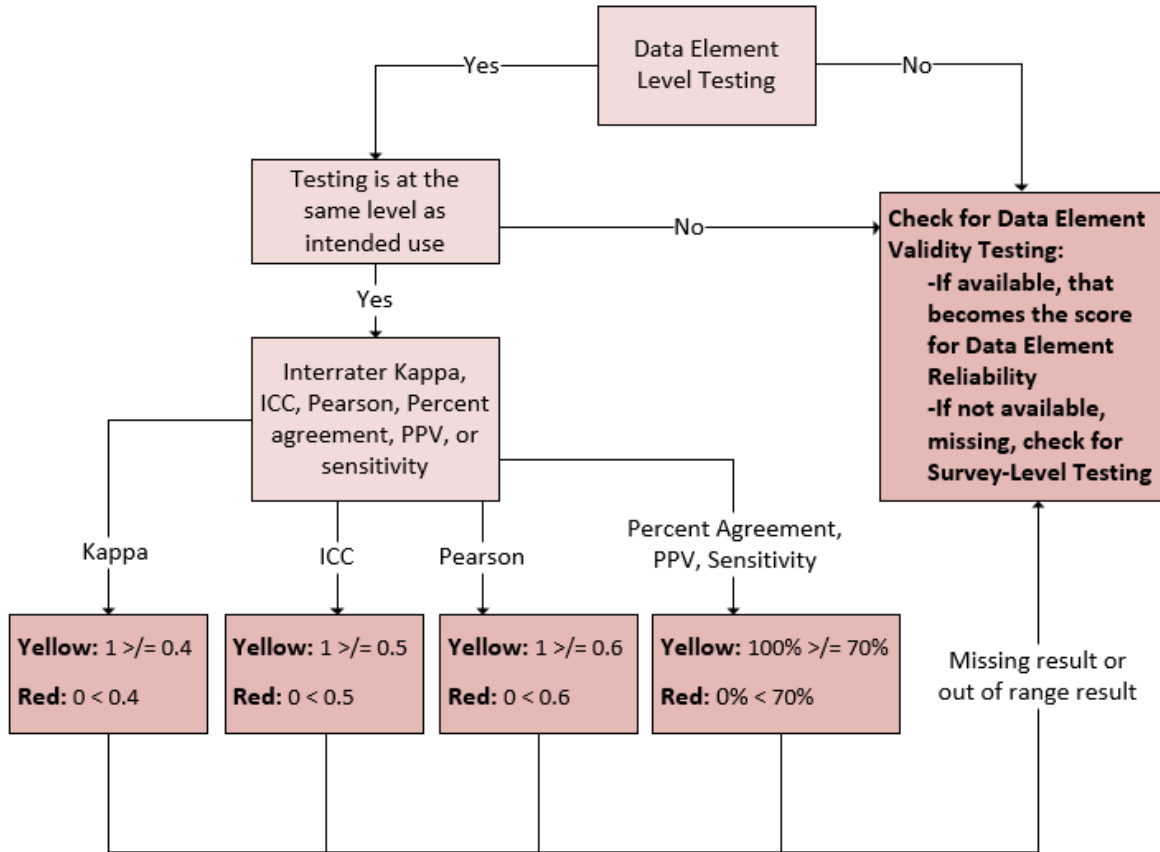 Data Element
Level Testing
Yes
No
Testing is at the
same level as
intended use
No
Check for Data Element
Validity Testing:
-If available, that
becomes the score
for Data Element
Reliability
-If not available,
missing, check for
Survey-Level Testing
Yes
Interrater Kappa,
ICC, Pearson, Percent
agreement, PPV, or
sensitivity
Kappa
ICC
Pearson
Percent Agreement,
PPV, Sensitivity
Yellow: 1 >/= 0.4
Red: 0 < 0.4
Yellow: 1 >/= 0.5
Red: 0 < 0.5
Yellow: 1 >/= 0.6
Red: 0 < 0.6
Yellow: 100% >/= 70%
Red: 0% < 70%
Missing result or
out of range result